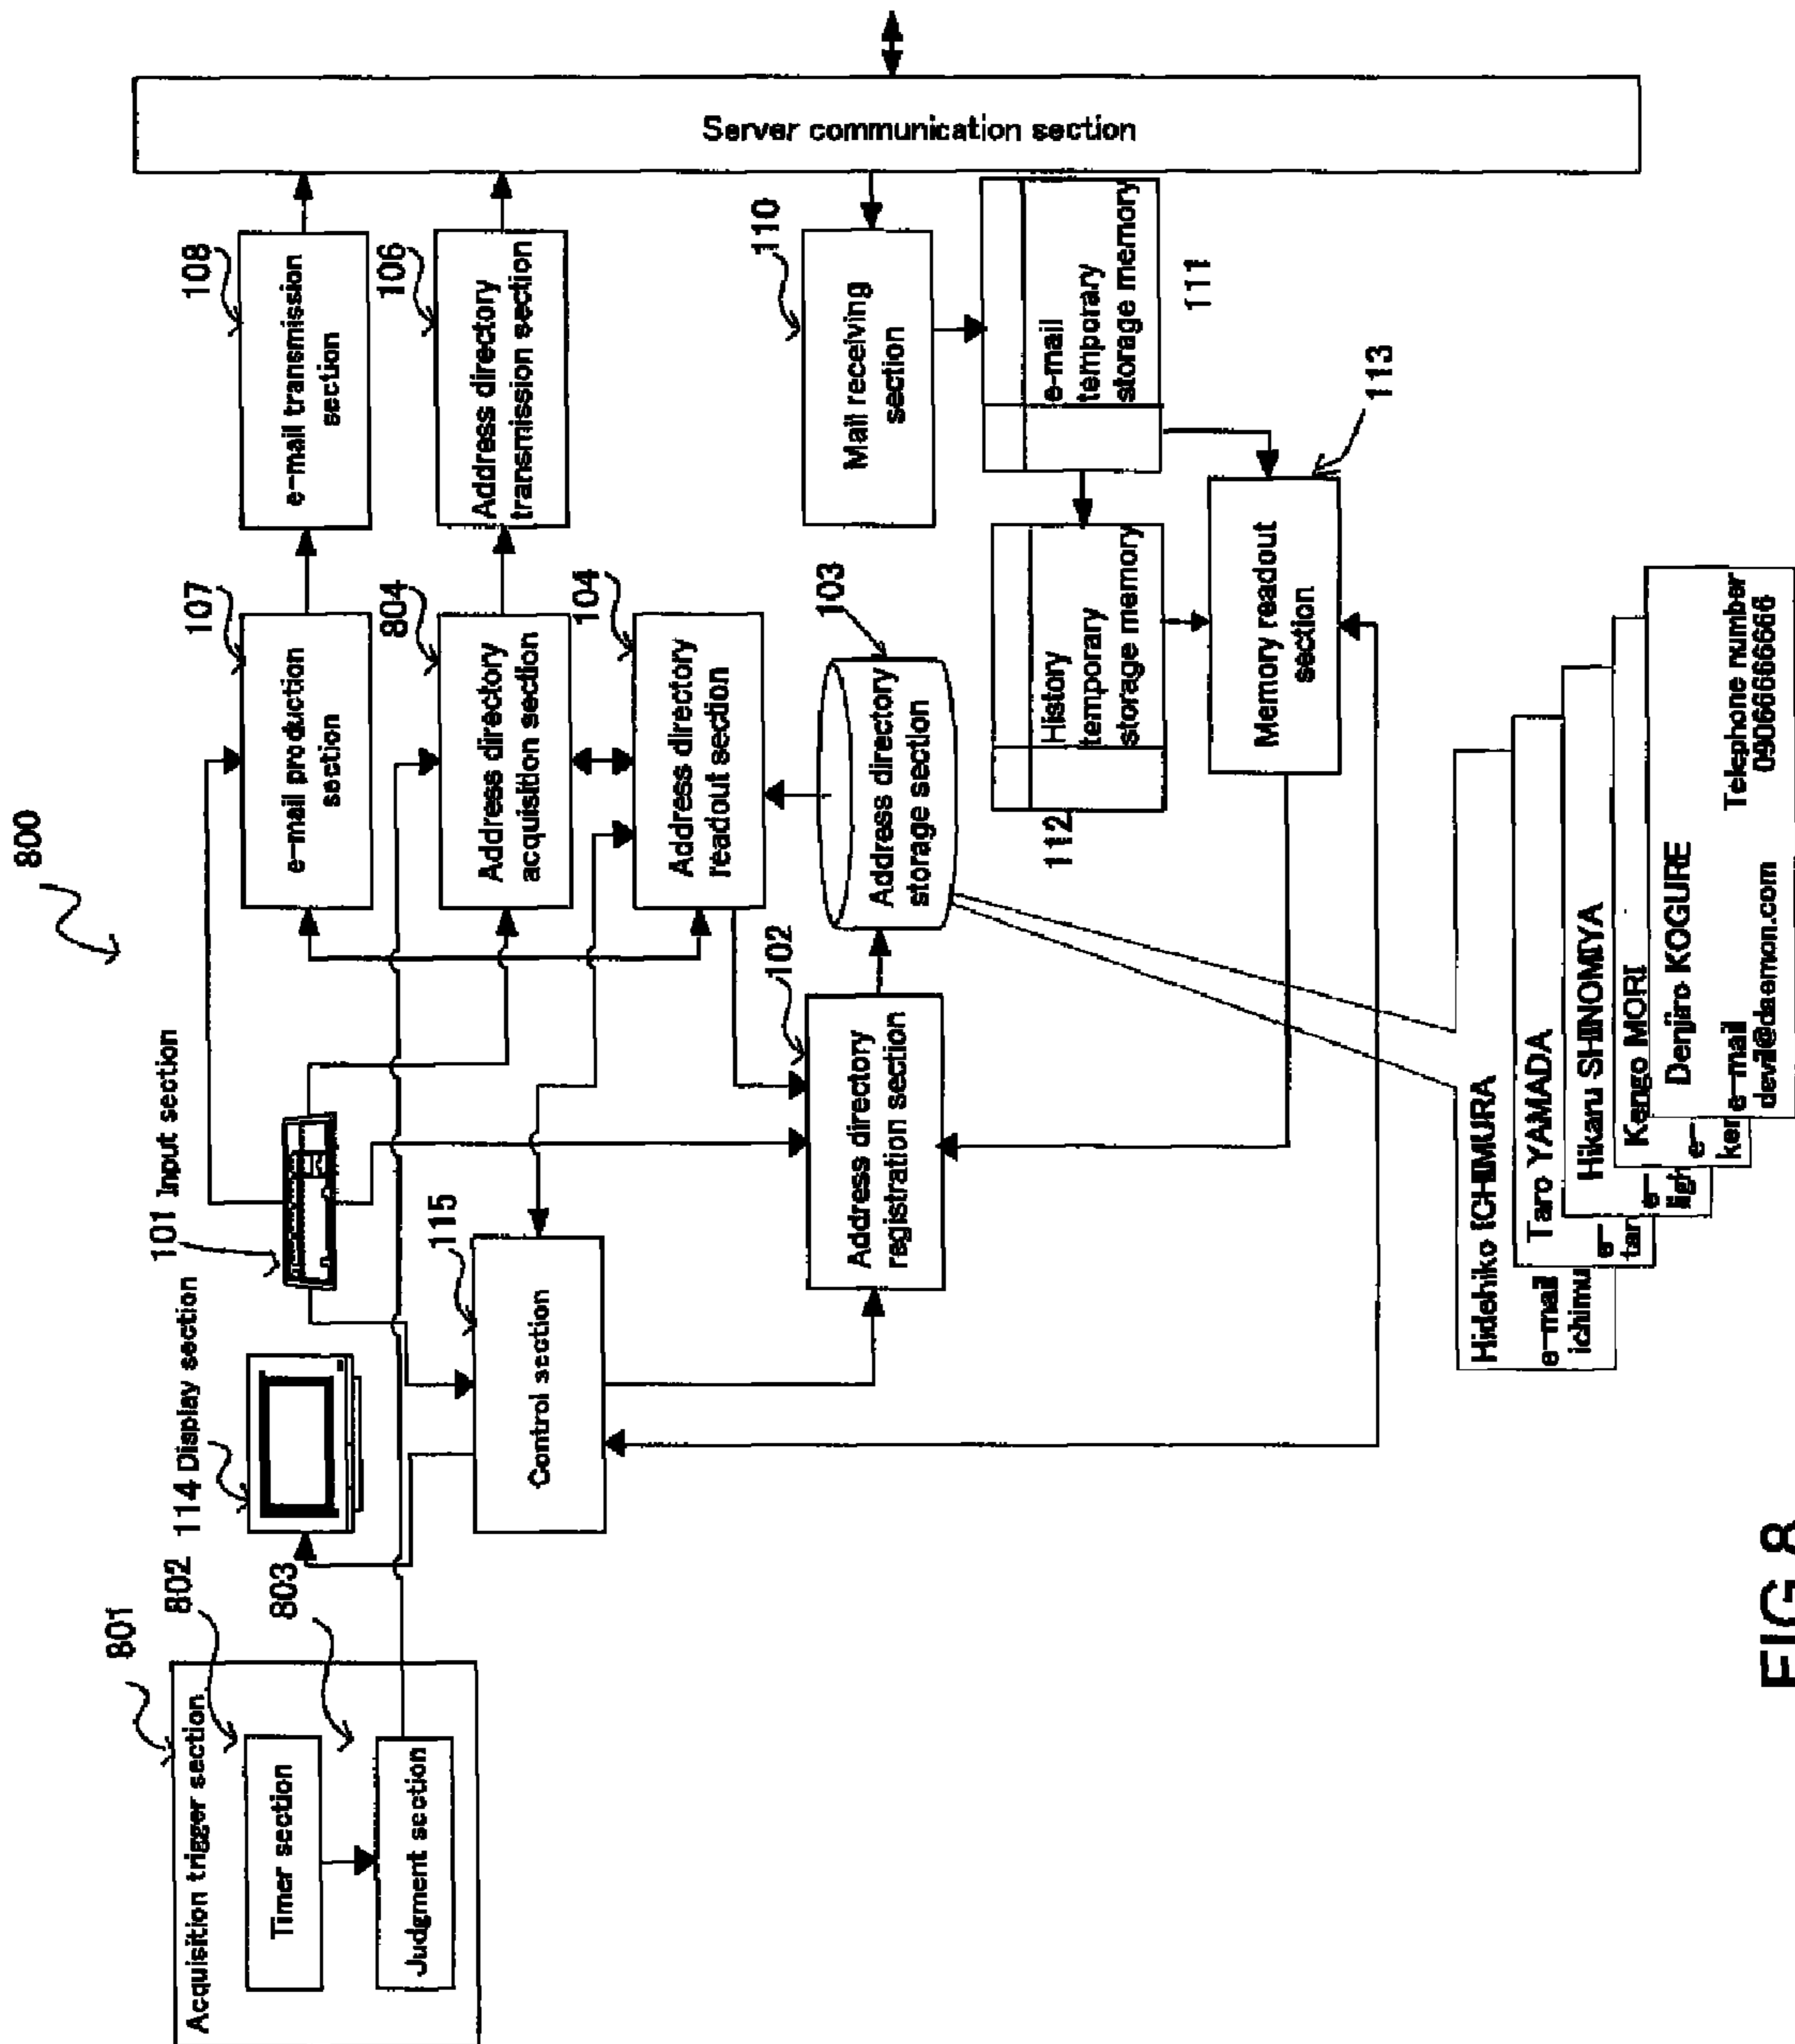 800
801
Acquisition trigger section
802
Timer section
803
Judgment section
114 Display section
101 Input section
115
Control section
107
e-mail production
section
108
e-mail transmission
section
804
Address directory
acquisition section
106
Address directory
transmission section
104
Address directory
readout section
102
Address directory
registration section
103
Address directory
storage section
110
Mail receiving
section
e-mail
temporary
storage memory
111
History
temporary
storage memory
112
113
Memory readout
section
Server communication section
Hidehiko ICHIMURA
e-mail
ichimu
Taro YAMADA
e-
tar
Hikaru SHINOMIYA
e-
ligh
Kengo MORI
e-
ken
Denjiro KOGURE
e-mail
devil@daemon.com
Telephone number
09066666666
FIG.8